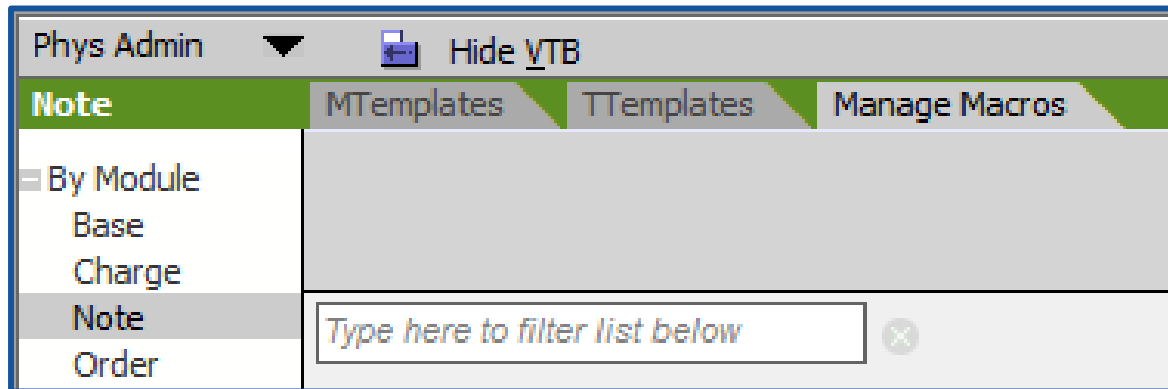 Phys Admin Hide VTB
Note MTemplates TTemplates Manage Macros
By Module
Base
Charge
Note
Type here to filter list below
Order